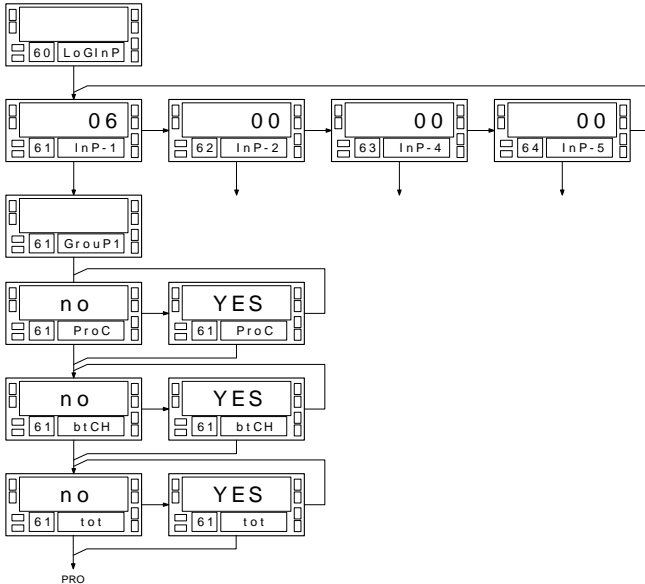 60 LoGInP
06 00 00 00
61 InP-1 62 InP-2 63 InP-4 64 InP-5
61 GrouP1
no YES
61 ProC 61 ProC
no YES
61 btCH 61 btCH
no YES
61 tot 61 tot
PRO